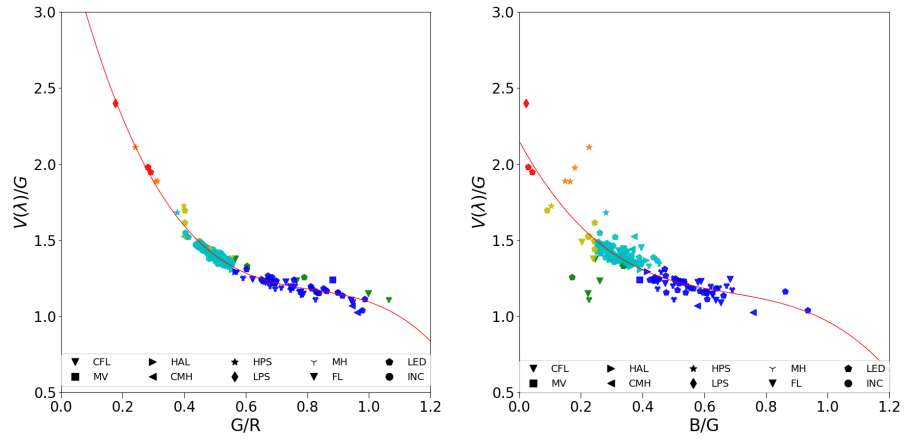 3.0
2.5
2.0
1.5
1.0
0.5
V(λ)/G
CFL HAL HPS MH LED
MV CMH LPS FL INC
0.0 0.2 0.4 0.6 0.8 1.0 1.2
G/R
3.0
2.5
2.0
1.5
1.0
0.5
V(λ)/G
CFL HAL HPS MH LED
MV CMH LPS FL INC
0.0 0.2 0.4 0.6 0.8 1.0 1.2
B/G